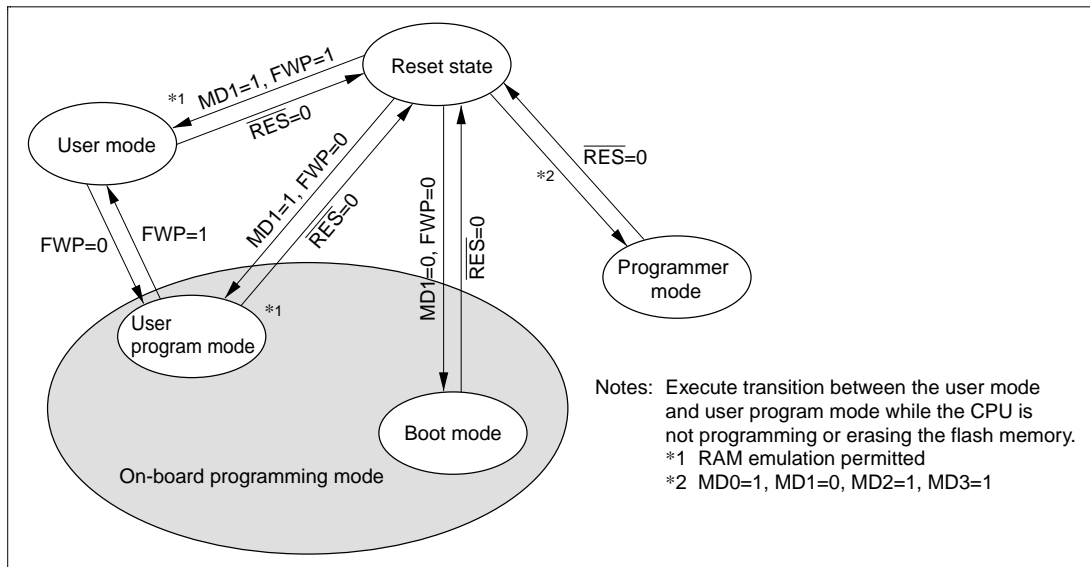 Reset state
MD1=1, FWP=1
*1
RES=0
User mode
MD1=1, FWP=0
RES=0
MD1=0, FWP=0
RES=0
RES=0
*2
FWP=0
FWP=1
Programmer
mode
User
program mode
*1
Boot mode
On-board programming mode
Notes: Execute transition between the user mode
and user program mode while the CPU is
not programming or erasing the flash memory.
*1 RAM emulation permitted
*2 MD0=1, MD1=0, MD2=1, MD3=1